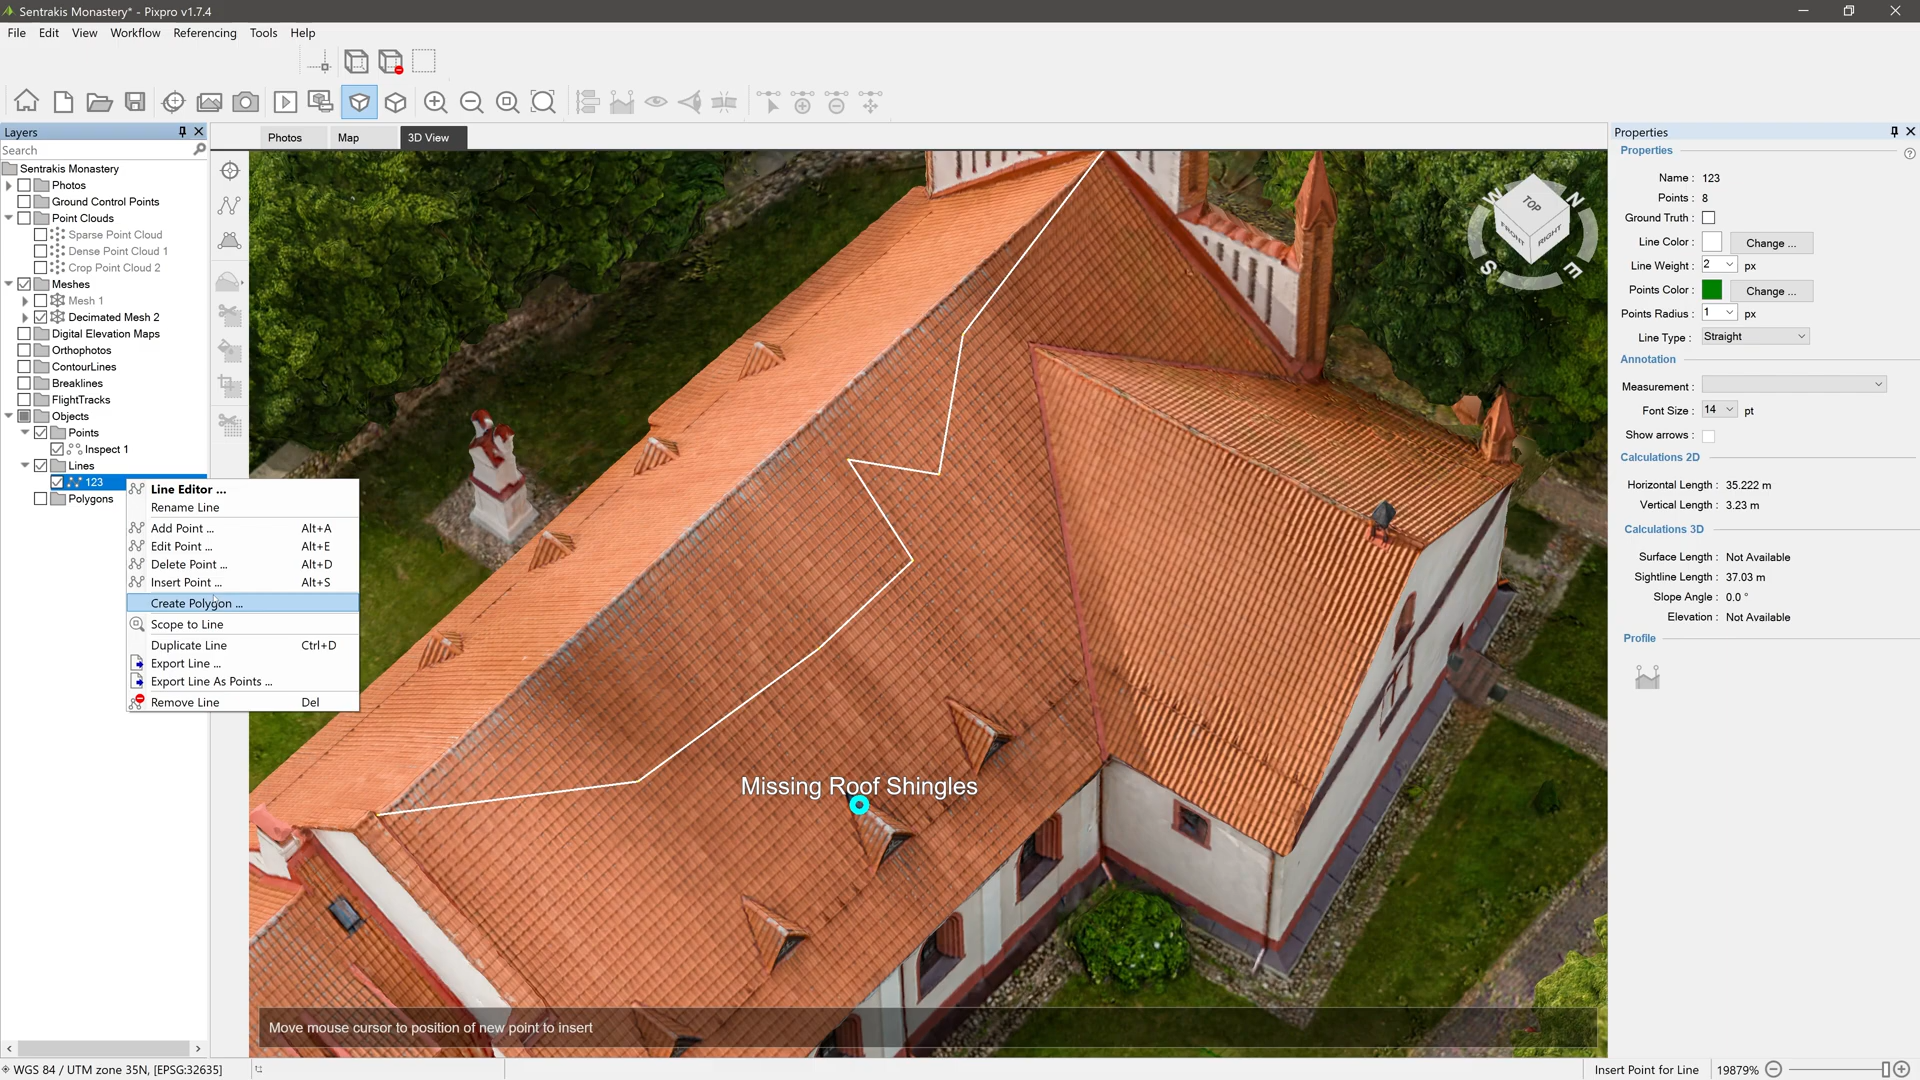 Sentrakis Monastery* - Pixpro v1.7.4
File Edit View Workflow Referencing Tools Help
Layers
Search
Sentrakis Monastery
Photos
Ground Control Points
Point Clouds
Sparse Point Cloud
Dense Point Cloud 1
Crop Point Cloud 2
Meshes
Mesh 1
Decimated Mesh 2
Digital Elevation Maps
Orthophotos
ContourLines
Breaklines
FlightTracks
Objects
Points
Inspect 1
Lines
123
Polygons
Line Editor ...
Rename Line
Add Point ... Alt+A
Edit Point ... Alt+E
Delete Point ... Alt+D
Insert Point ... Alt+S
Create Polygon ...
Scope to Line
Duplicate Line Ctrl+D
Export Line ...
Export Line As Points ...
Remove Line Del
Photos Map 3D View
W N
TOP
FRONT RIGHT
S E
Missing Roof Shingles
Move mouse cursor to position of new point to insert
Properties
Properties
Name : 123
Points : 8
Ground Truth :
Line Color : Change ...
Line Weight : 2 px
Points Color : Change ...
Points Radius : 1 px
Line Type : Straight
Annotation
Measurement :
Font Size : 14 pt
Show arrows :
Calculations 2D
Horizontal Length : 35.222 m
Vertical Length : 3.23 m
Calculations 3D
Surface Length : Not Available
Sightline Length : 37.03 m
Slope Angle : 0.0 °
Elevation : Not Available
Profile
WGS 84 / UTM zone 35N, [EPSG:32635]
Insert Point for Line 19879%